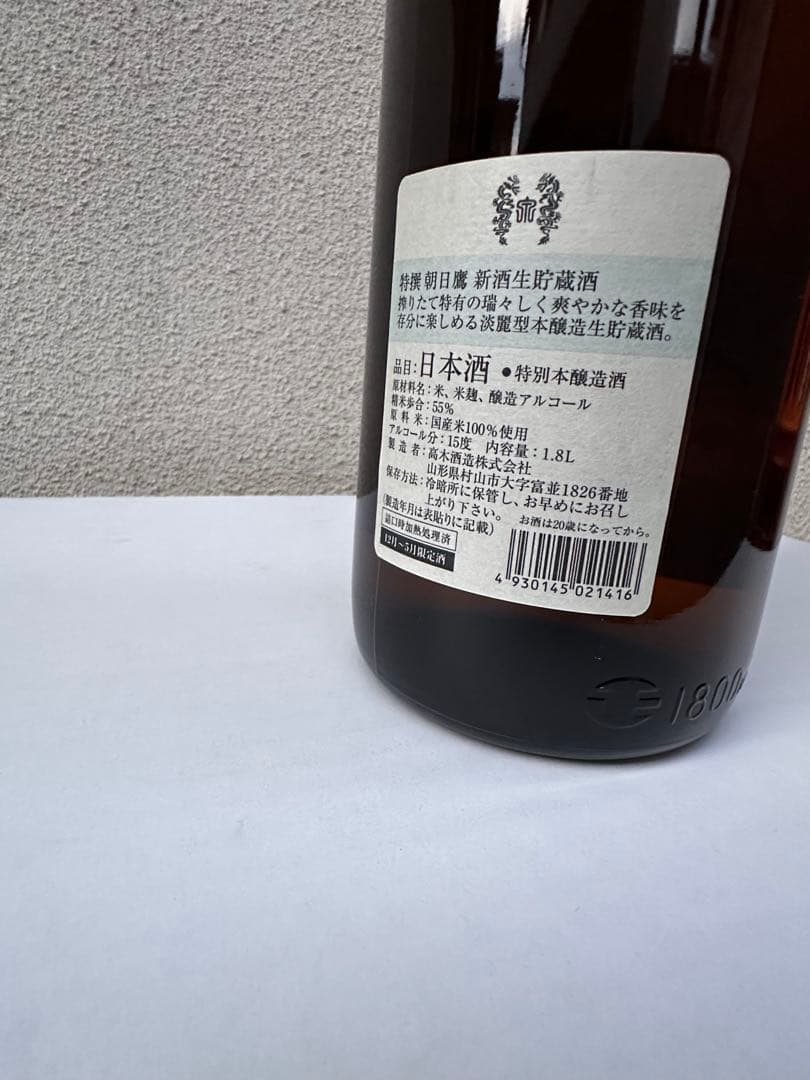 特撰 朝日鷹 新酒生貯蔵酒
搾りたて特有の瑞々しく爽やかな香味を
存分に楽しめる淡麗型本醸造生貯蔵酒。
品目：日本酒 ●特別本醸造酒
原材料名：米、米麹、醸造アルコール
精米歩合：55%
原料米：国産米100％使用
アルコール分：15度 内容量：1.8L
製造者：高木酒造株式会社
山形県村山市大字富並1826番地
保存方法：冷暗所に保管し、お早めにお召し
上がり下さい。
(製造年月は表貼りに記載)
お酒は20歳になってから。
詰口時加熱処理済
12月～5月限定酒
4 930145 021416
1800